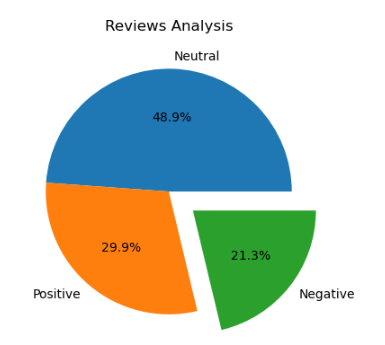 Reviews Analysis
Neutral
48.9%
29.9%
21.3%
Positive
Negative